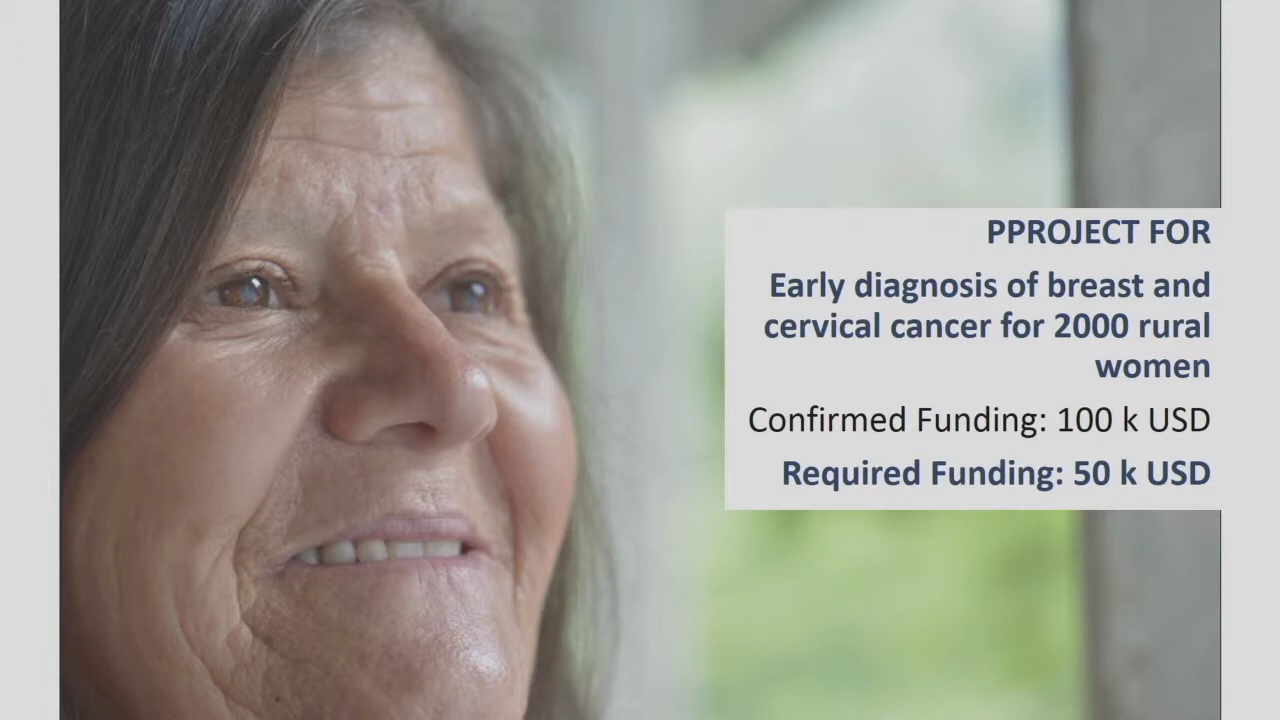 PPROJECT FOR
Early diagnosis of breast and
cervical cancer for 2000 rural
women
Confirmed Funding: 100 k USD
Required Funding: 50 k USD